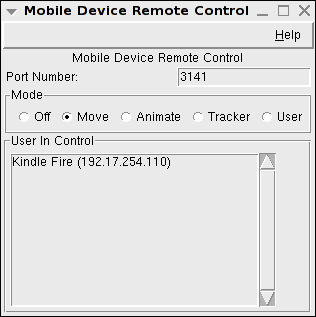 Mobile Device Remote Control
Help
Mobile Device Remote Control
Port Number: 3141
Mode
Off Move Animate Tracker User
User In Control
Kindle Fire (192.17.254.110)